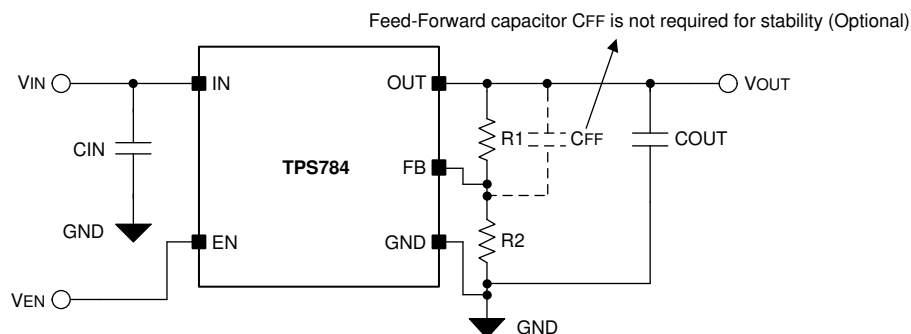 Feed-Forward capacitor CFF is not required for stability (Optional)
VIN
IN
OUT
VOUT
R1
CFF
COUT
CIN
TPS784
FB
GND
EN
GND
R2
VEN
GND